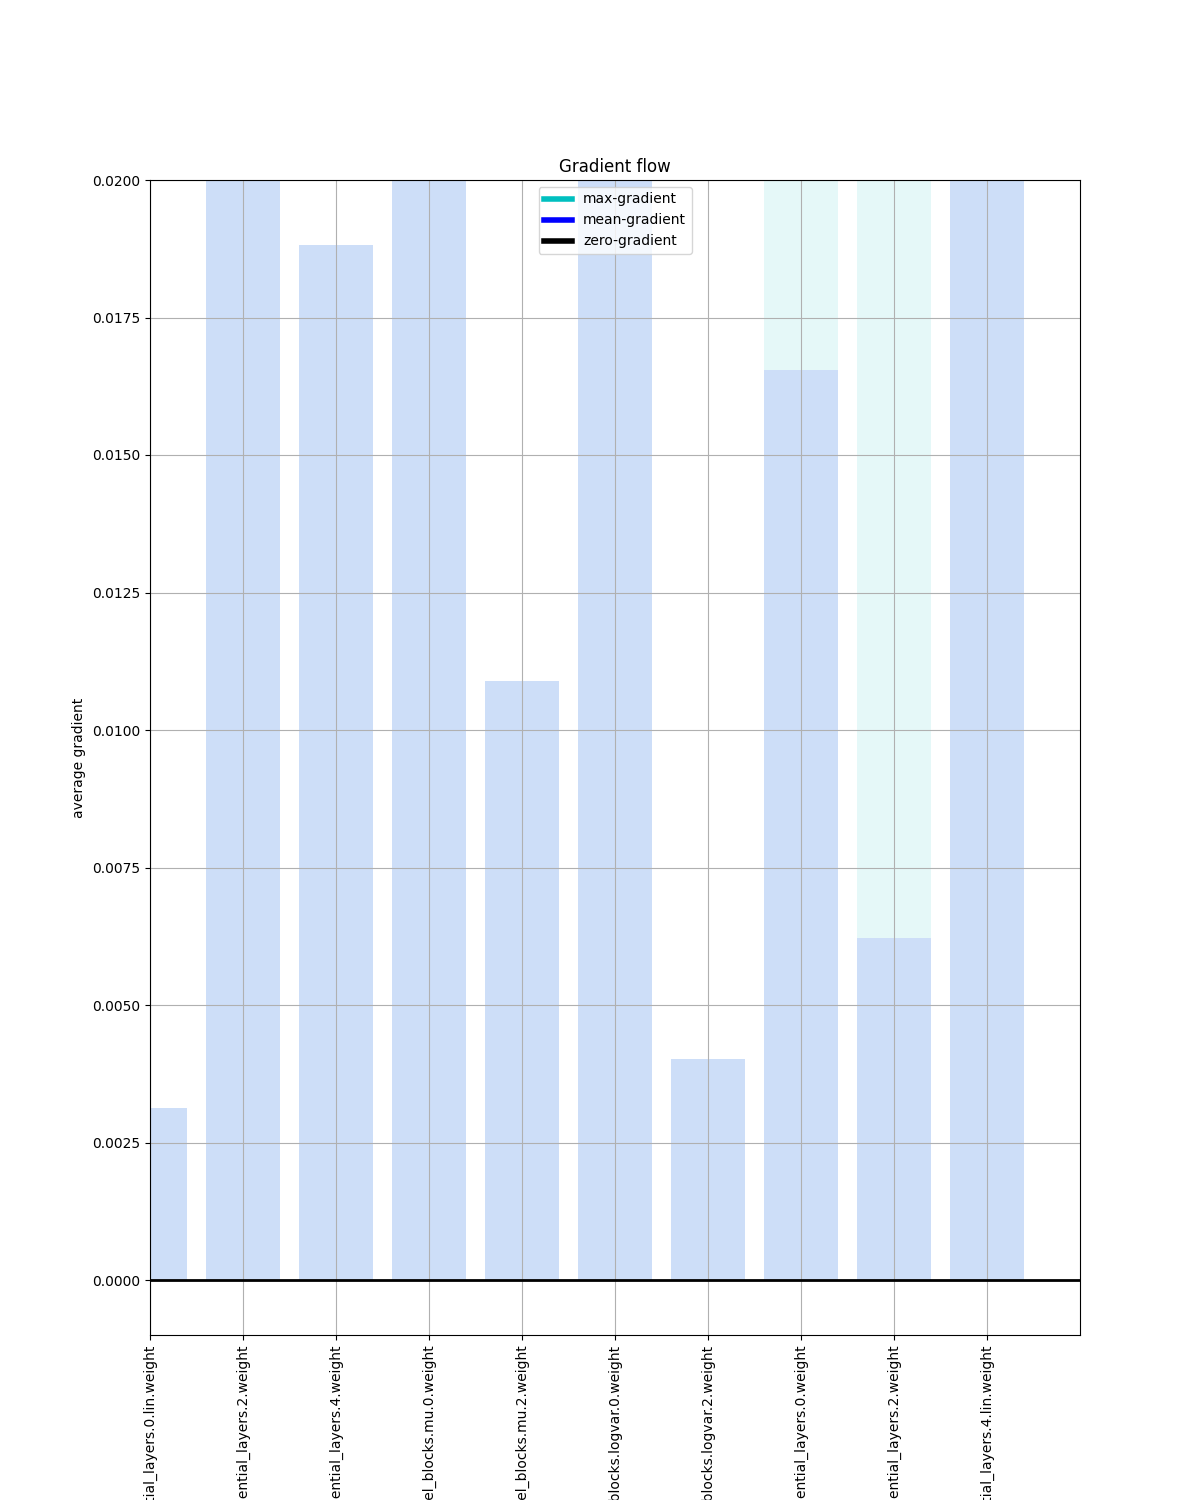 Gradient flow
max-gradient
mean-gradient
zero-gradient
0.0200
0.0175
0.0150
0.0125
0.0100
0.0075
0.0050
0.0025
0.0000
average gradient
tial_layers.0.lin.weight
ential_layers.2.weight
ential_layers.4.weight
el_blocks.mu.0.weight
el_blocks.mu.2.weight
blocks.logvar.0.weight
blocks.logvar.2.weight
ential_layers.0.weight
ential_layers.2.weight
tial_layers.4.lin.weight